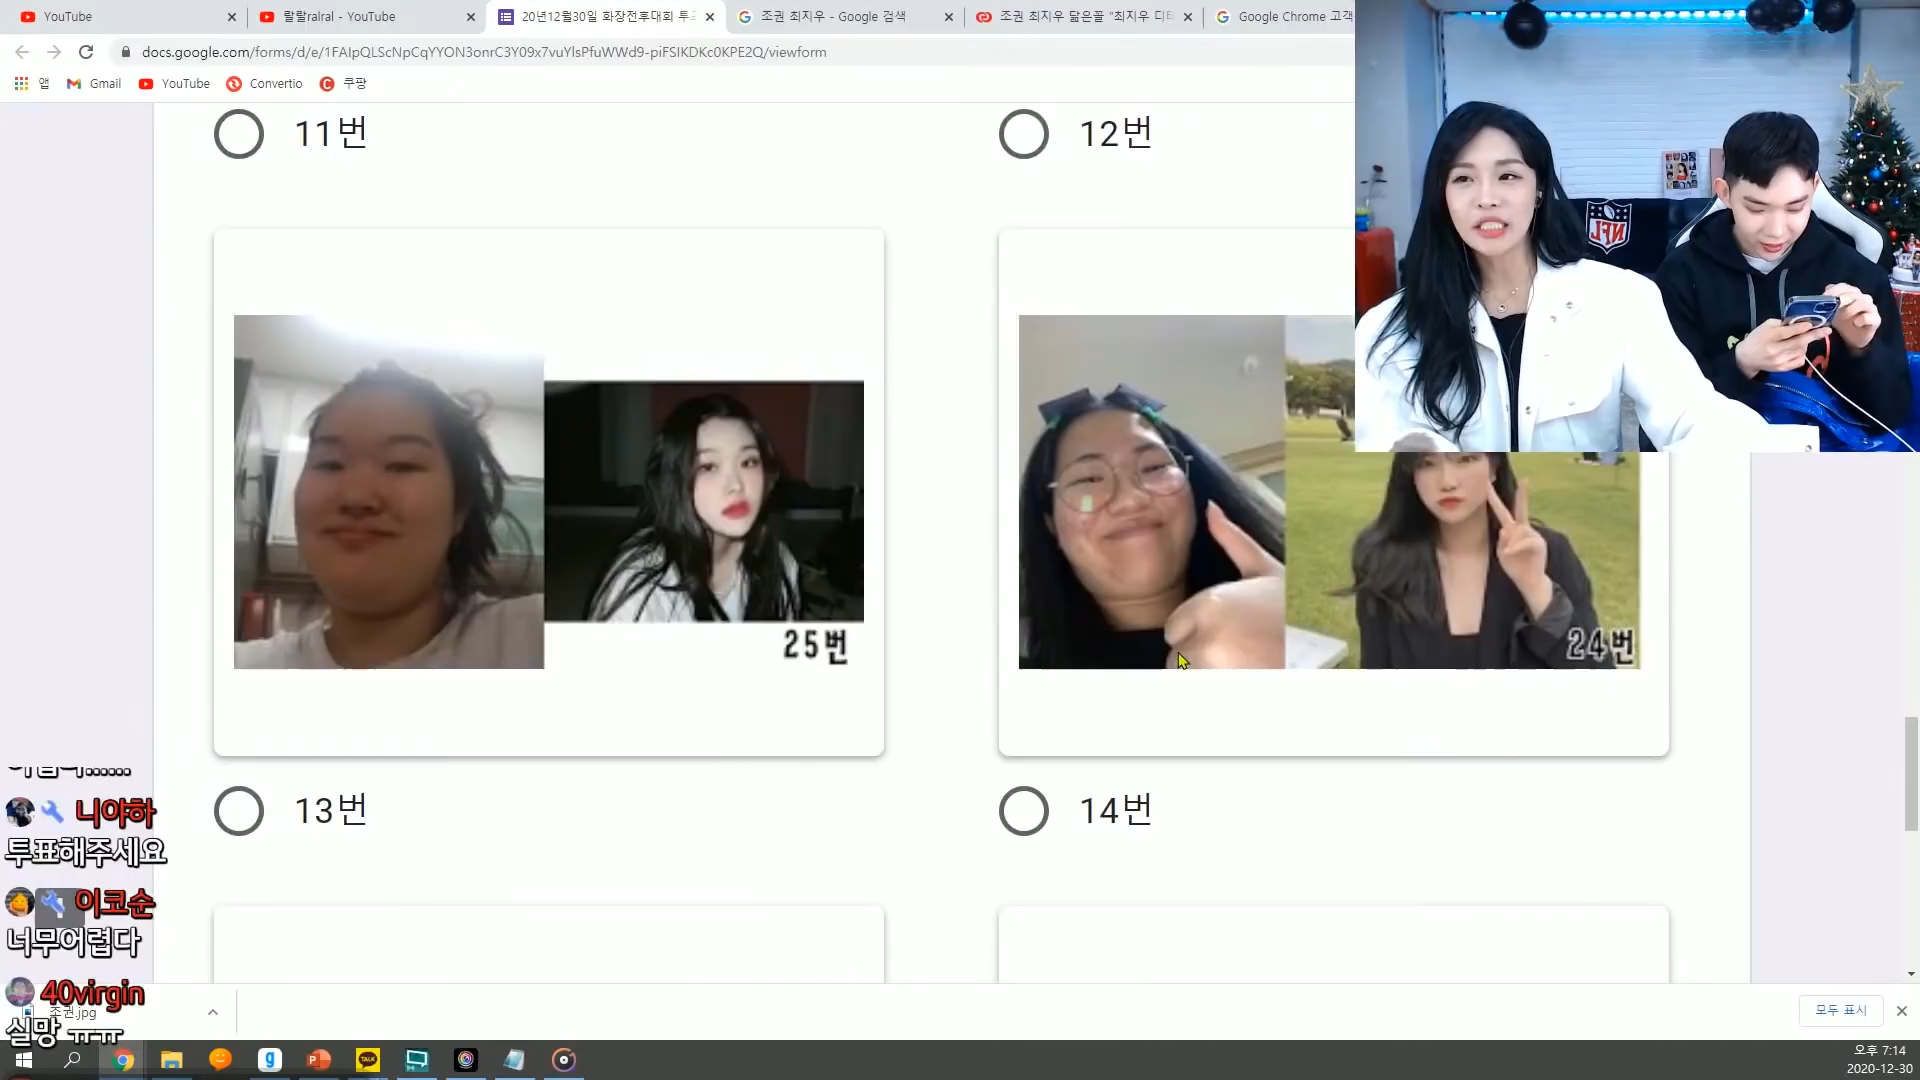 YouTube
랄랄ralral - YouTube
20년12월30일 화장전후대회 투표
조권 최지우 - Google 검색
조권 최지우 닮은꼴 "최지우 디
Google Chrome 고객
docs.google.com/forms/d/e/1FAIpQLScNpCqYYON3onrC3Y09x7vuYlsPfuWWd9-piFSIKDKc0KPE2Q/viewform
앱
Gmail
YouTube
Convertio
쿠팡
11번
12번
NFL
25번
24번
13번
14번
니야하
투표해주세요
이코순
너무어렵다
40virgin
실망 ㅠㅠ
조권.jpg
모두 표시
TALK
오후 7:14
2020-12-30